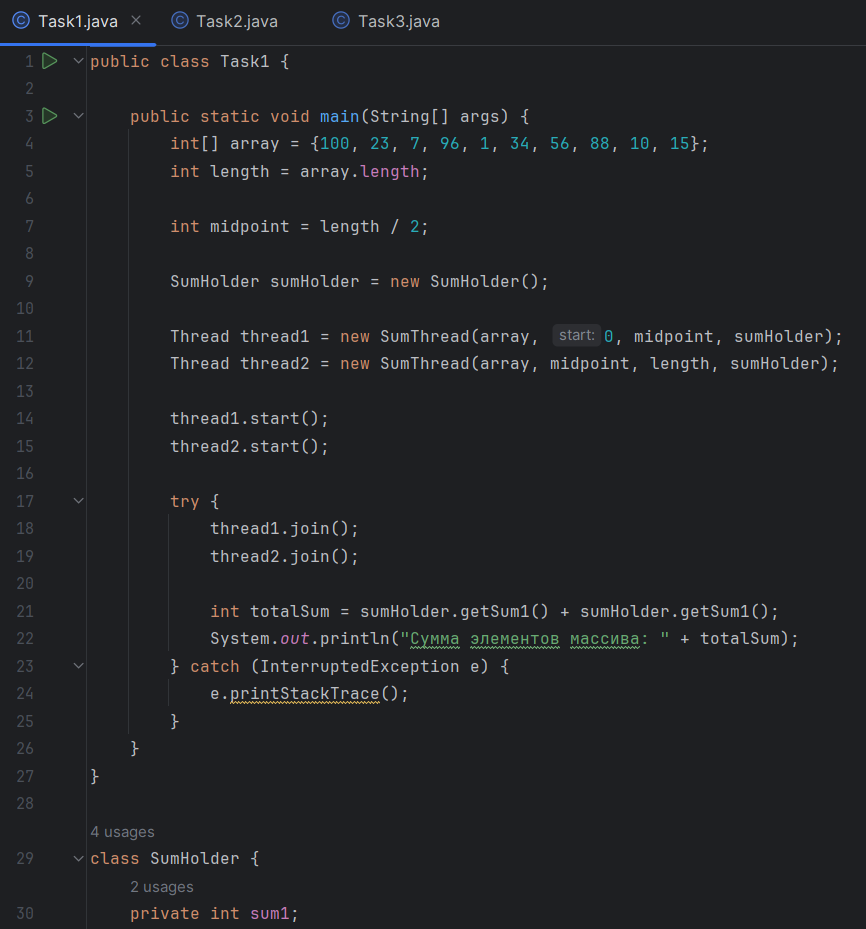 Task1.java Task2.java Task3.java
1 public class Task1 {
2
3 public static void main(String[] args) {
4 int[] array = {100, 23, 7, 96, 1, 34, 56, 88, 10, 15};
5 int length = array.length;
6
7 int midpoint = length / 2;
8
9 SumHolder sumHolder = new SumHolder();
10
11 Thread thread1 = new SumThread(array, start: 0, midpoint, sumHolder);
12 Thread thread2 = new SumThread(array, midpoint, length, sumHolder);
13
14 thread1.start();
15 thread2.start();
16
17 try {
18 thread1.join();
19 thread2.join();
20
21 int totalSum = sumHolder.getSum1() + sumHolder.getSum1();
22 System.out.println("Сумма элементов массива: " + totalSum);
23 } catch (InterruptedException e) {
24 e.printStackTrace();
25 }
26 }
27 }
28
4 usages
29 class SumHolder {
2 usages
30 private int sum1;